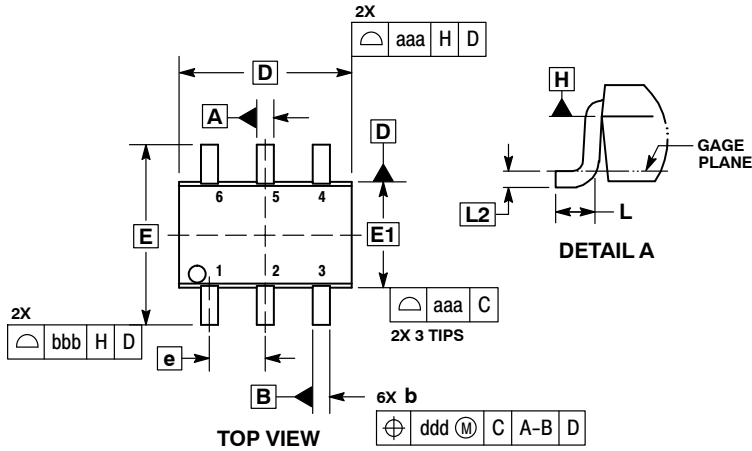 2X
⌓ aaa H D
D
A
D
H
6 5 4
E
E1
GAGE
PLANE
L2
L
DETAIL A
1 2 3
⌓ aaa C
2X 3 TIPS
2X
⌓ bbb H D
e
B
6X b
⌖ ddd Ⓜ C A-B D
TOP VIEW